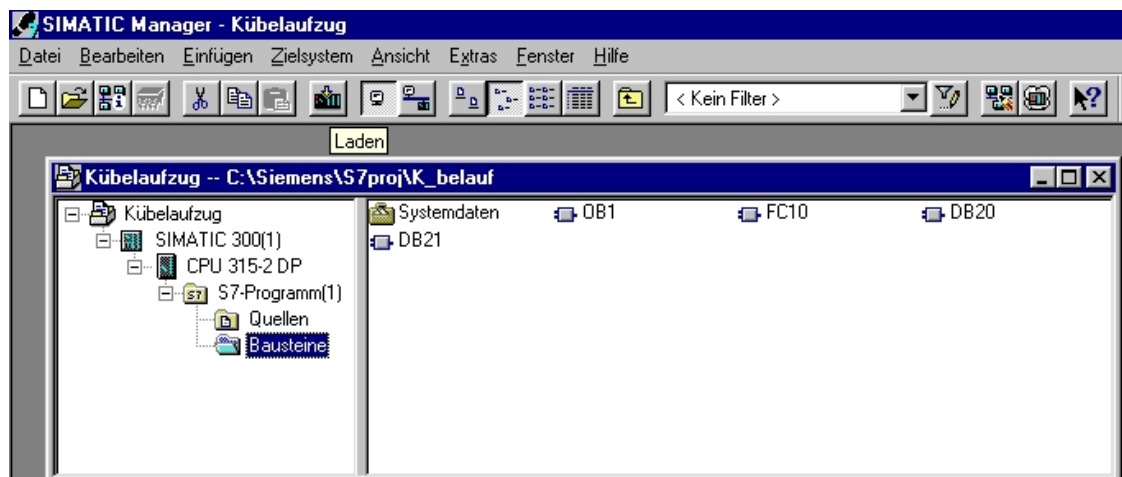 SIMATIC Manager - Kübelaufzug
Datei Bearbeiten Einfügen Zielsystem Ansicht Extras Fenster Hilfe
< Kein Filter >
Laden
Kübelaufzug -- C:\Siemens\S7proj\K_belauf
Kübelaufzug
SIMATIC 300(1)
CPU 315-2 DP
S7-Programm(1)
Quellen
Bausteine
Systemdaten OB1 FC10 DB20
DB21